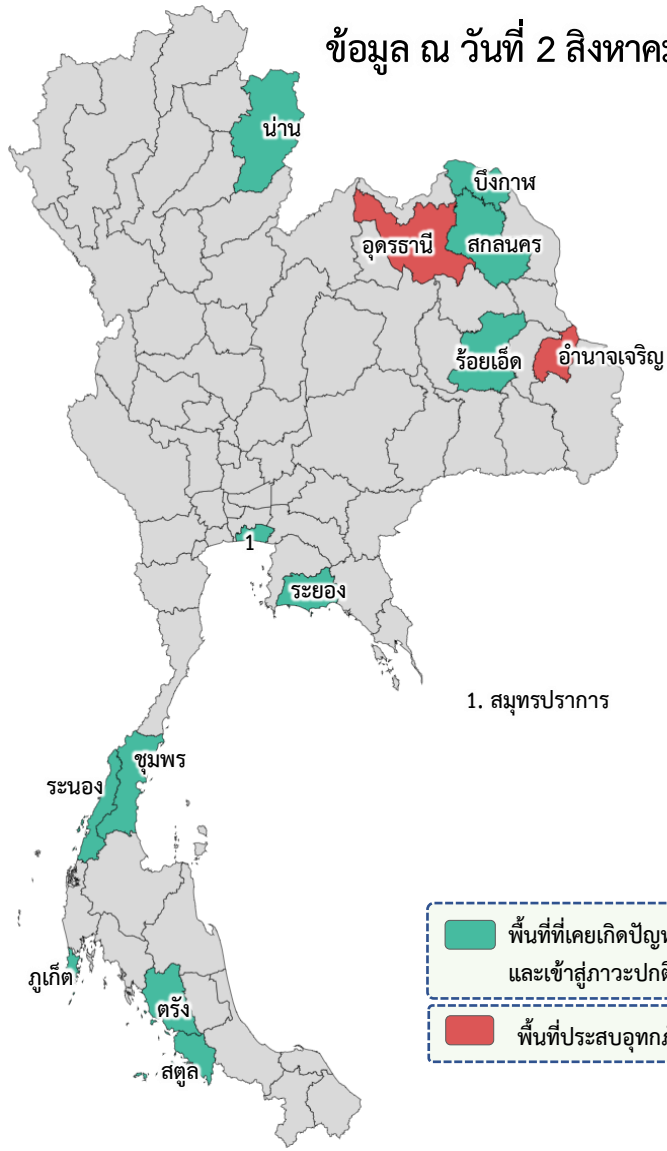 ข้อมูล ณ วันที่ 2 สิงหาคม
น่าน
บึงกาฬ
อุดรธานี
สกลนคร
ร้อยเอ็ด
อำนาจเจริญ
1
ระยอง
1. สมุทรปราการ
ชุมพร
ระนอง
พื้นที่ที่เคยเกิดปัญห
และเข้าสู่ภาวะปกติ
ภูเก็ต
ตรัง
พื้นที่ประสบอุทกภั
สตูล